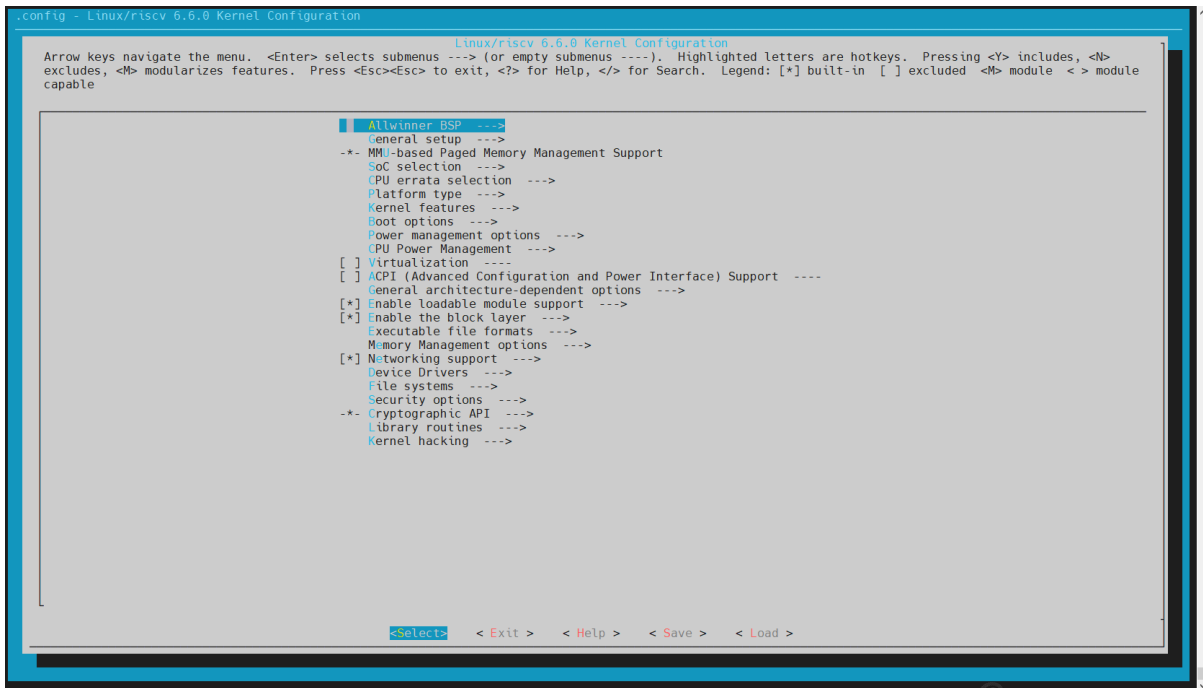 .config - Linux/riscv 6.6.0 Kernel Configuration
Linux/riscv 6.6.0 Kernel Configuration
Arrow keys navigate the menu.  <Enter> selects submenus ---> (or empty submenus ----).  Highlighted letters are hotkeys.  Pressing <Y> includes, <N>
excludes, <M> modularizes features.  Press <Esc><Esc> to exit, <?> for Help, </> for Search.  Legend: [*] built-in  [ ] excluded  <M> module  < > module
capable
Allwinner BSP  --->
General setup  --->
-*- MMU-based Paged Memory Management Support
SoC selection  --->
CPU errata selection  --->
Platform type  --->
Kernel features  --->
Boot options  --->
Power management options  --->
CPU Power Management  --->
[ ] Virtualization  ----
[ ] ACPI (Advanced Configuration and Power Interface) Support  ----
General architecture-dependent options  --->
[*] Enable loadable module support  --->
[*] Enable the block layer  --->
Executable file formats  --->
Memory Management options  --->
[*] Networking support  --->
Device Drivers  --->
File systems  --->
Security options  --->
-*- Cryptographic API  --->
Library routines  --->
Kernel hacking  --->
<Select>    < Exit >    < Help >    < Save >    < Load >